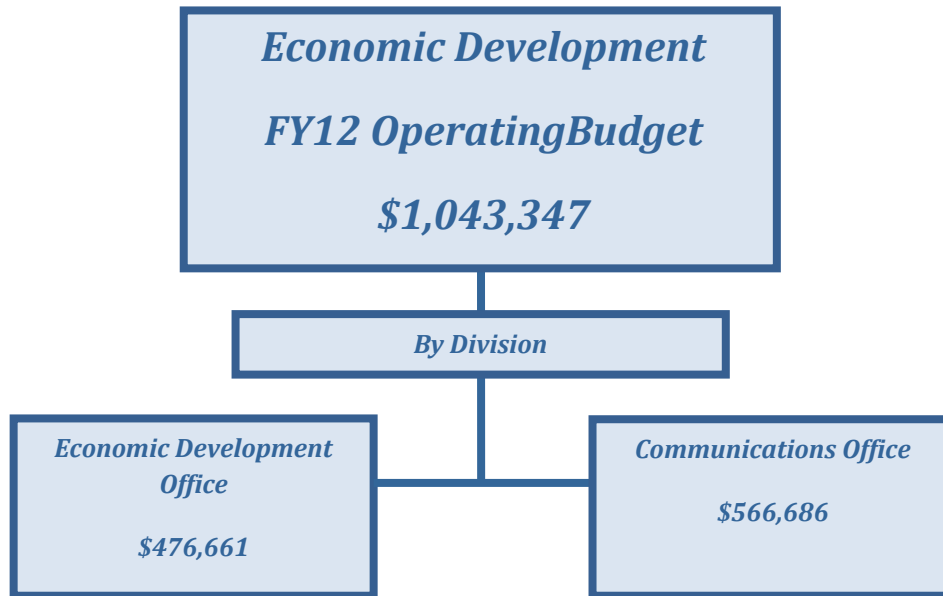 Economic Development
FY12 OperatingBudget
$1,043,347
By Division
Economic Development
Office
$476,661
Communications Office
$566,686